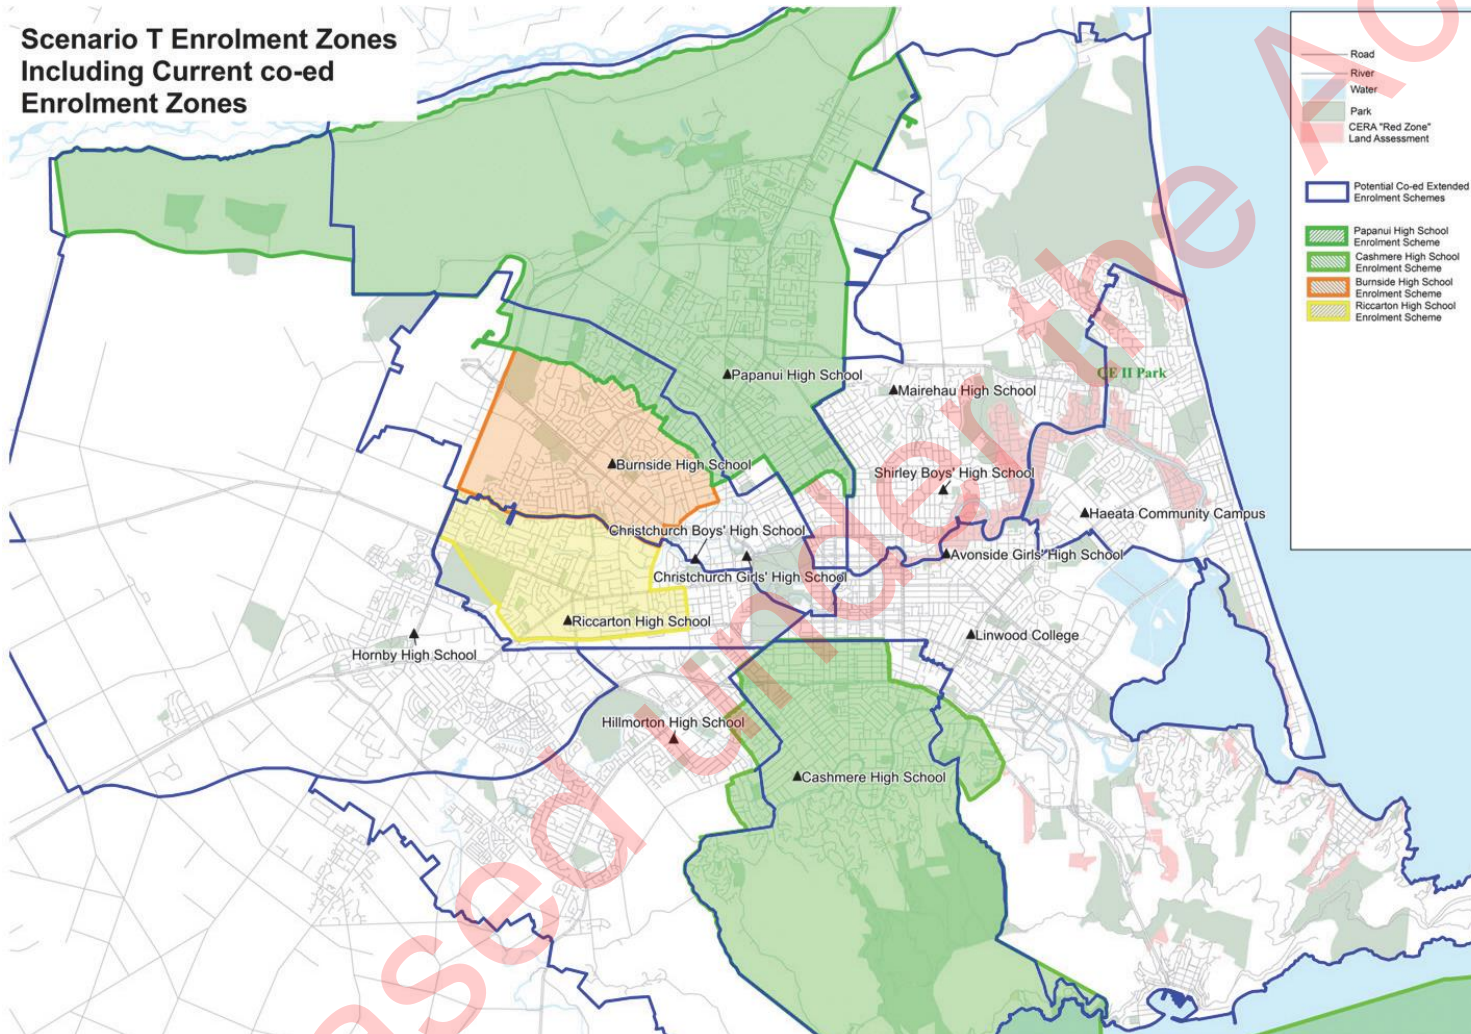 Scenario T Enrolment Zones
Including Current co-ed
Enrolment Zones
Road
River
Water
Park
CERA "Red Zone"
Land Assessment
Potential Co-ed Extended
Enrolment Schemes
Papanui High School
Enrolment Scheme
Cashmere High School
Enrolment Scheme
Burnside High School
Enrolment Scheme
Riccarton High School
Enrolment Scheme
Papanui High School
QE II Park
Mairehau High School
Burnside High School
Shirley Boys' High School
Haeata Community Campus
Christchurch Boys' High School
Avonside Girls' High School
Christchurch Girls' High School
Riccarton High School
Linwood College
Hornby High School
Hillmorton High School
Cashmere High School
ased under the Ac